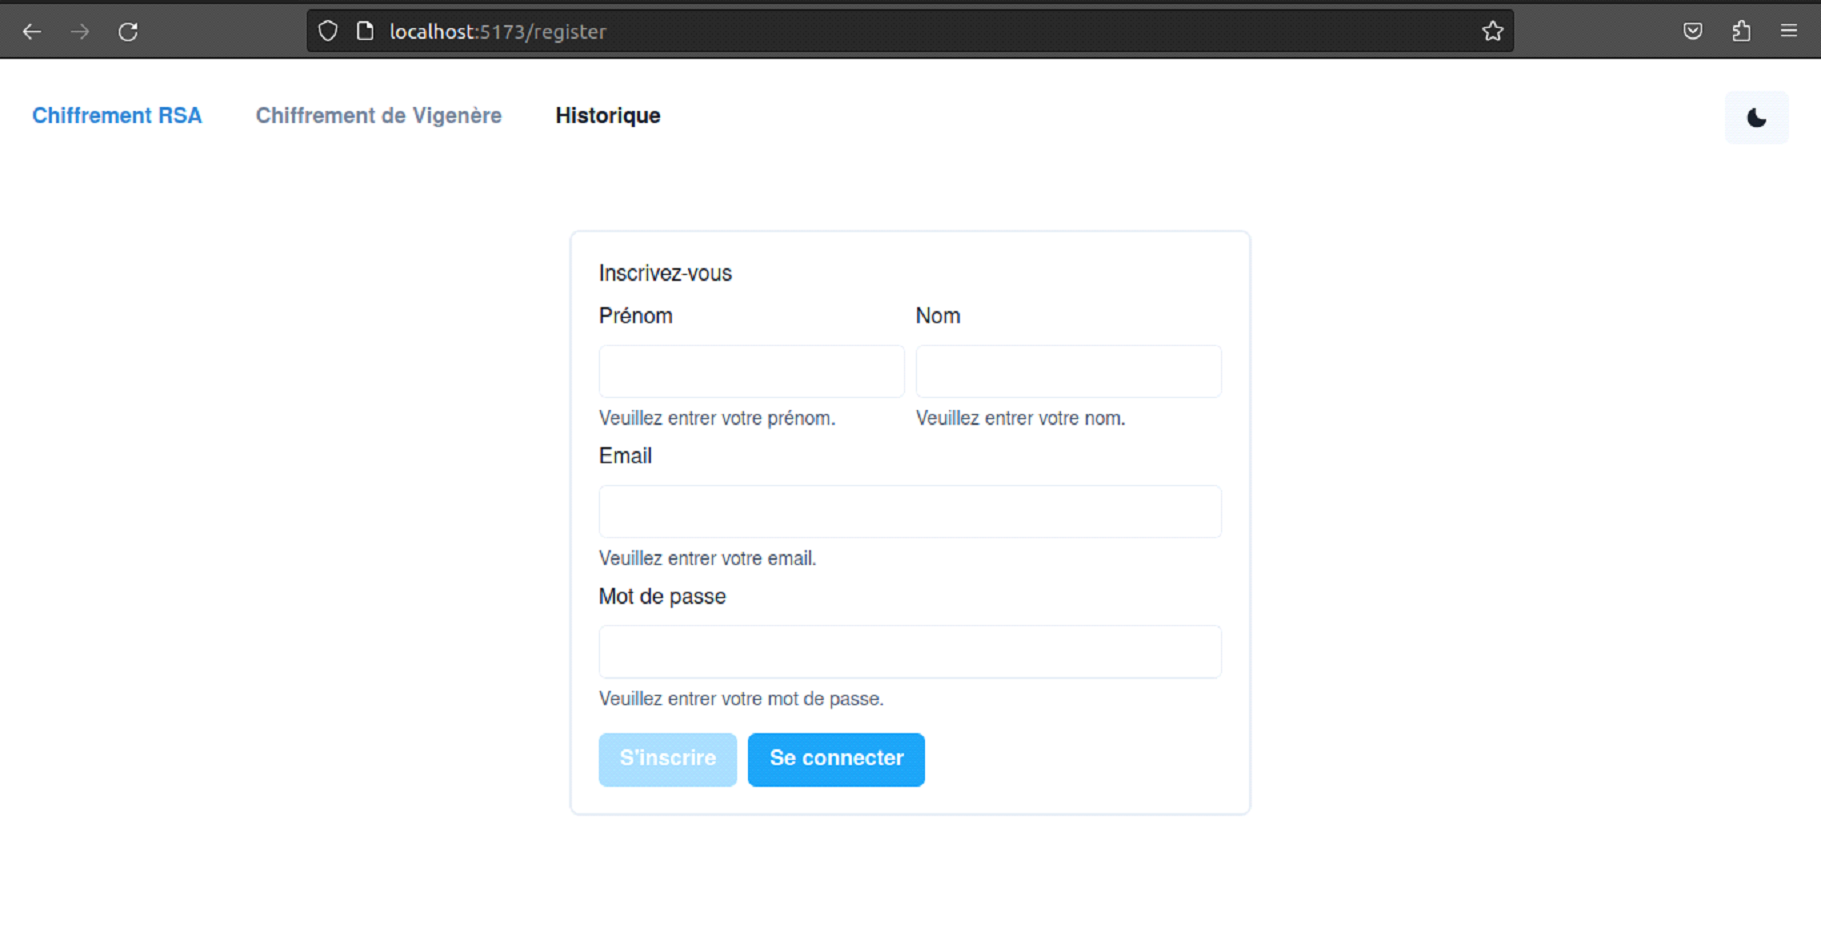 localhost:5173/register
Chiffrement RSA Chiffrement de Vigenère Historique
Inscrivez-vous
Prénom Nom
Veuillez entrer votre prénom. Veuillez entrer votre nom.
Email
Veuillez entrer votre email.
Mot de passe
Veuillez entrer votre mot de passe.
S'inscrire Se connecter